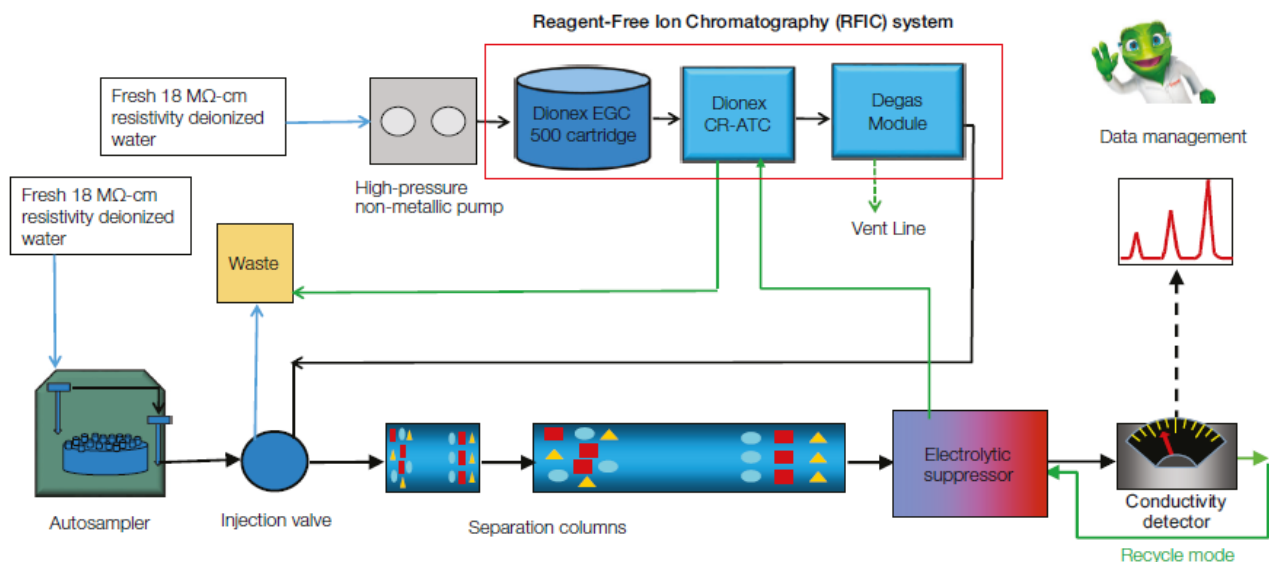 Reagent-Free Ion Chromatography (RFIC) system
Fresh 18 MΩ-cm
resistivity deionized
water
Dionex EGC
500 cartridge
Dionex
CR-ATC
Degas
Module
Data management
High-pressure
non-metallic pump
Vent Line
Fresh 18 MΩ-cm
resistivity deionized
water
Waste
Electrolytic
suppressor
Autosampler
Injection valve
Separation columns
Conductivity
detector
Recycle mode